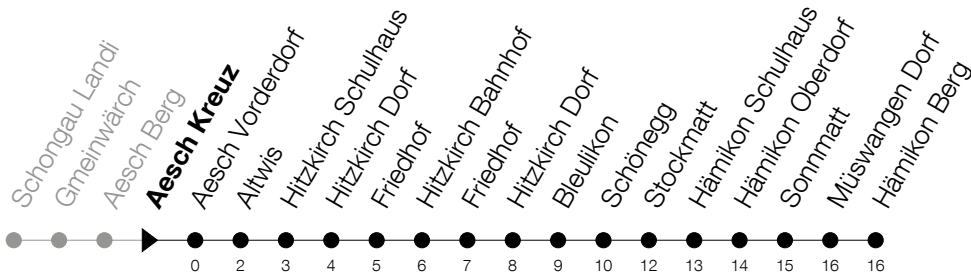 Schongau Landi
Gmeinwärch
Aesch Berg
Aesch Kreuz
Aesch Vorderdorf
Altwis
Hitzkirch Schulhaus
Hitzkirch Dorf
Friedhof
Hitzkirch Bahnhof
Friedhof
Hitzkirch Dorf
Bleulikon
Schönegg
Stockmatt
Hämikon Schulhaus
Hämikon Oberdorf
Sonnmatt
Müswangen Dorf
Hämikon Berg
0 2 3 4 5 6 7 8 9 10 12 13 14 15 16 16